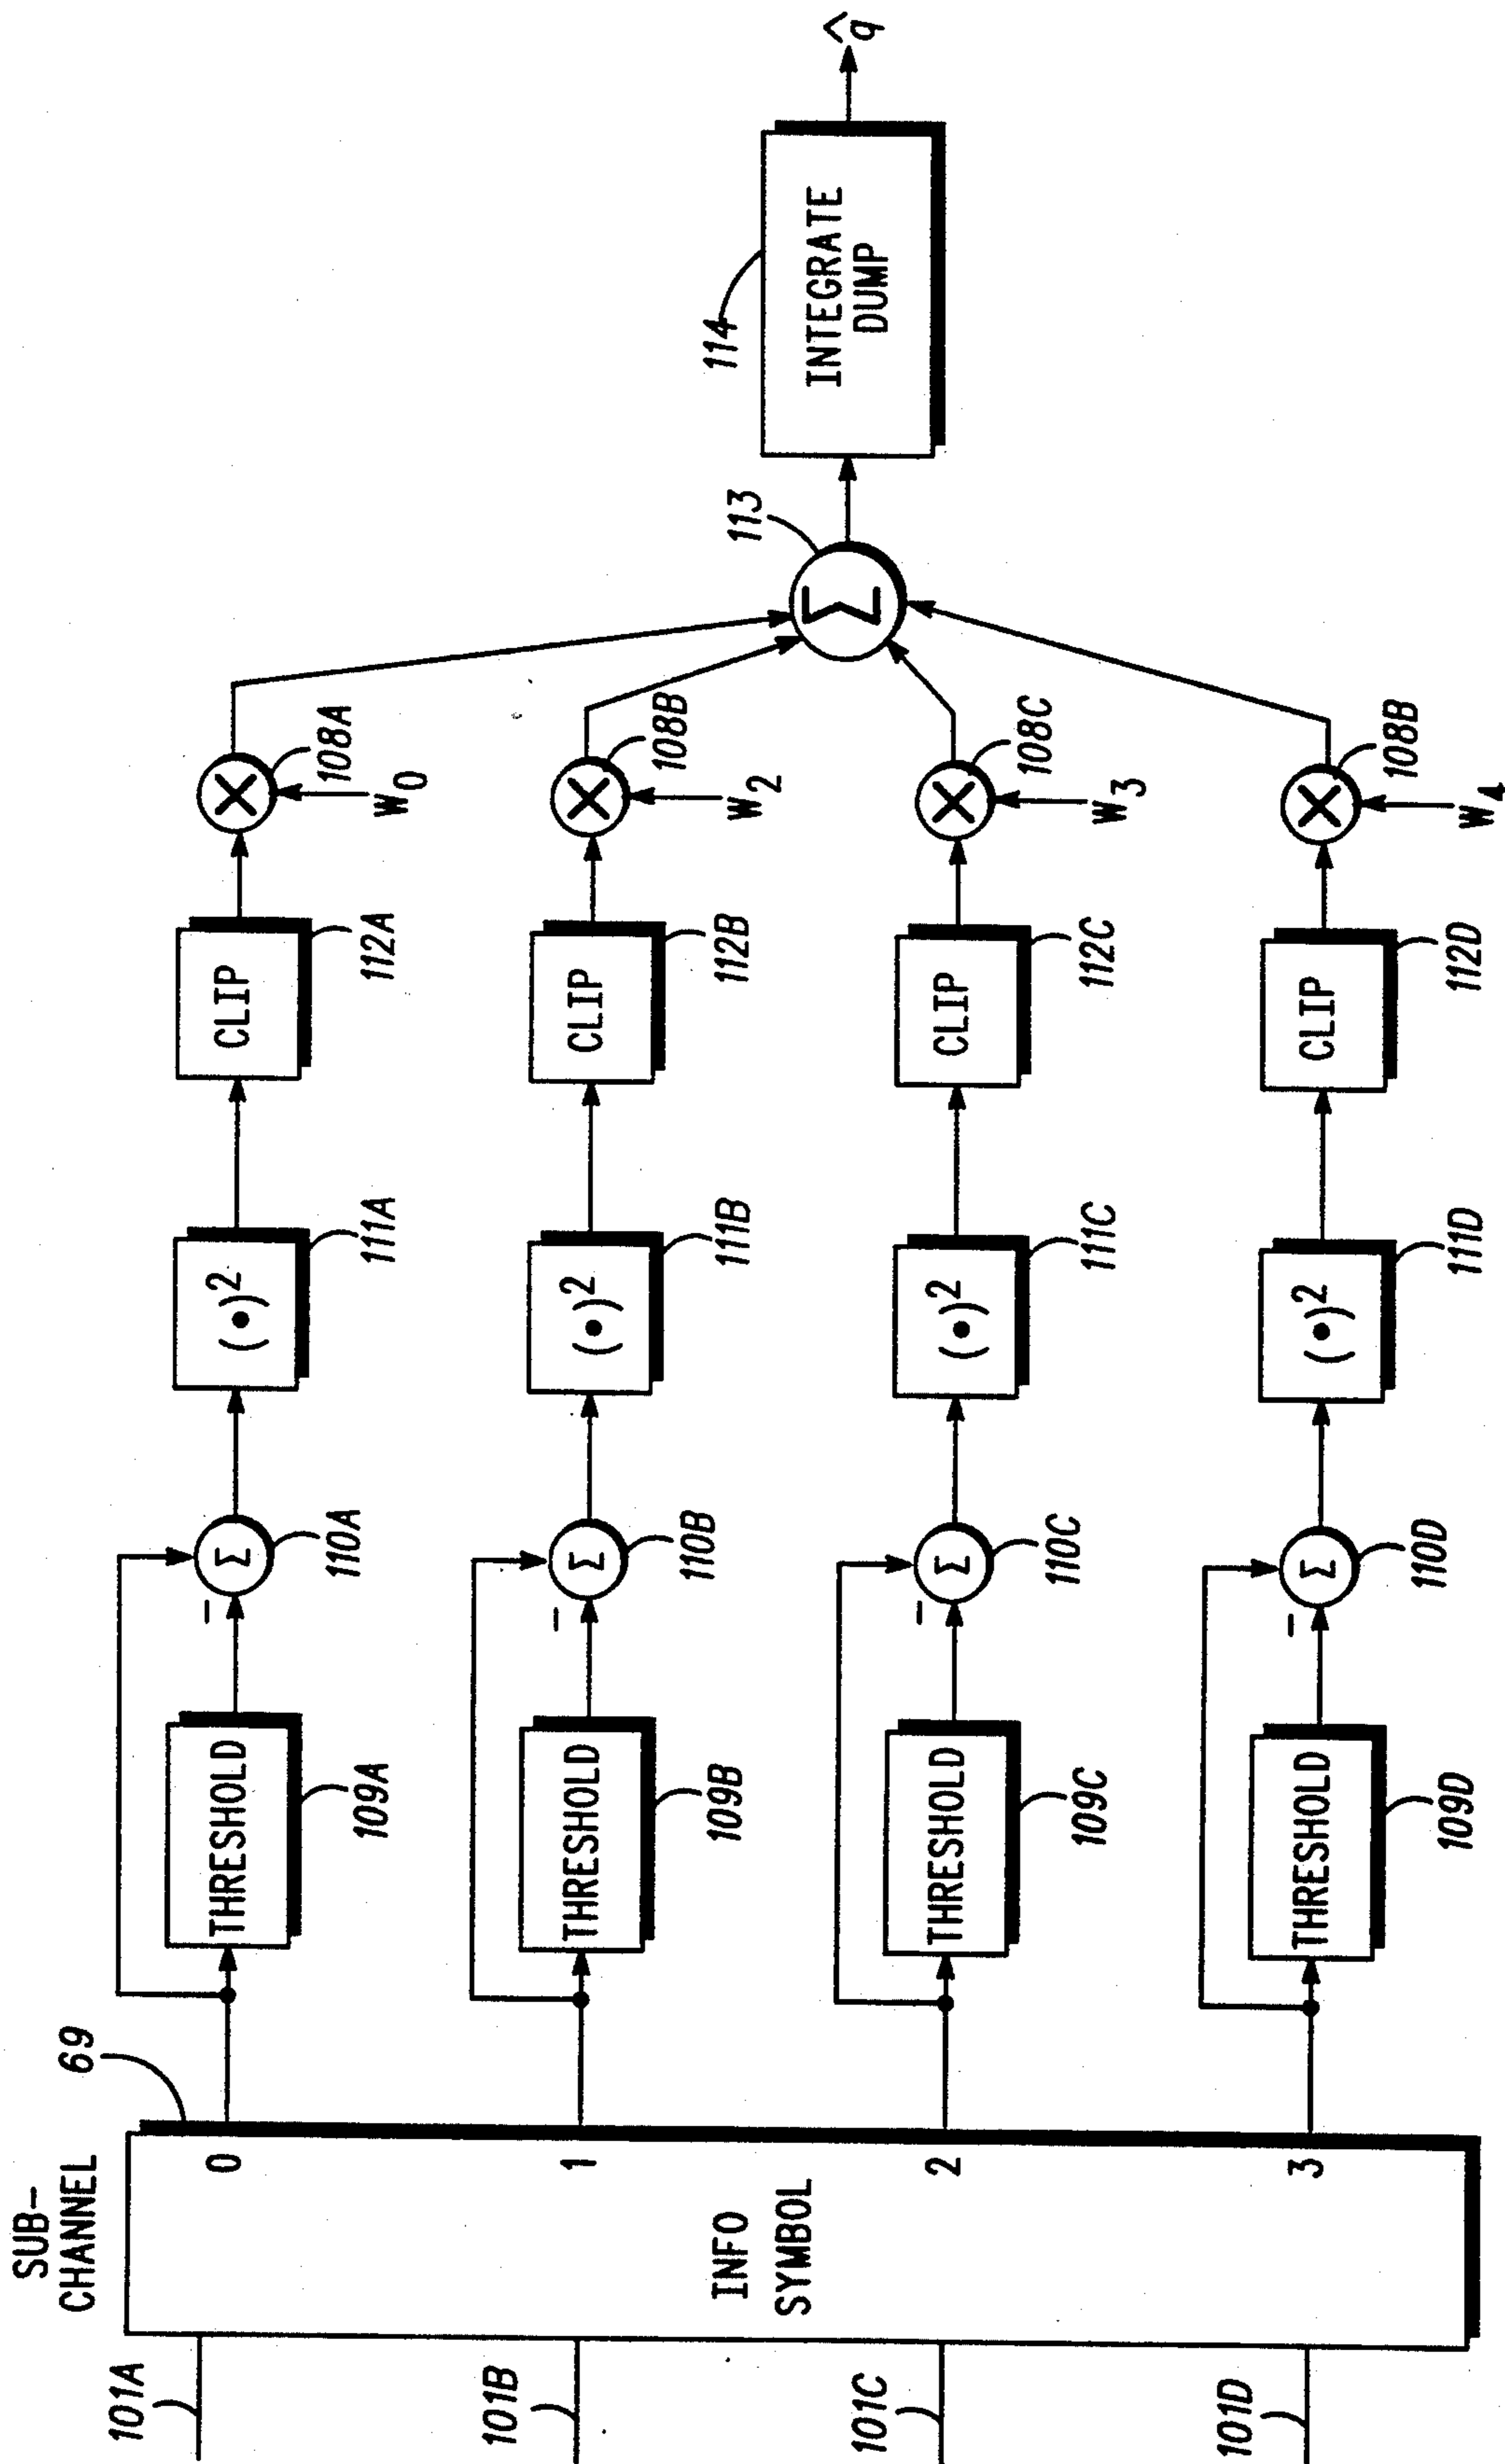 SUB-
CHANNEL
69
101A
0
THRESHOLD
109A
−
Σ
110A
(•)²
111A
CLIP
112A
X
108A
W0
101B
1
THRESHOLD
109B
−
Σ
110B
(•)²
111B
CLIP
112B
X
108B
W2
INFO
SYMBOL
113
Σ
114
INTEGRATE
DUMP
q̂
101C
2
THRESHOLD
109C
−
Σ
110C
(•)²
111C
CLIP
112C
X
108C
W3
101D
3
THRESHOLD
109D
−
Σ
110D
(•)²
111D
CLIP
112D
X
108B
W4